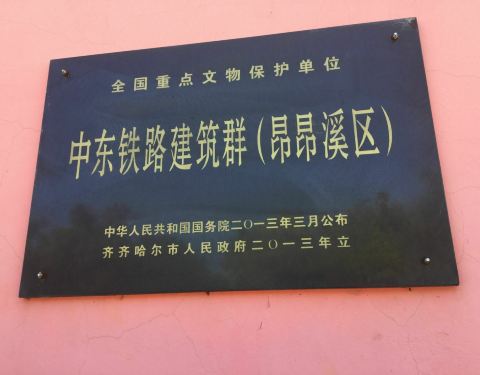 全国重点文物保护单位
中东铁路建筑群(昂昂溪区)
中华人民共和国国务院二〇一三年三月公布
齐齐哈尔市人民政府二〇一三年立